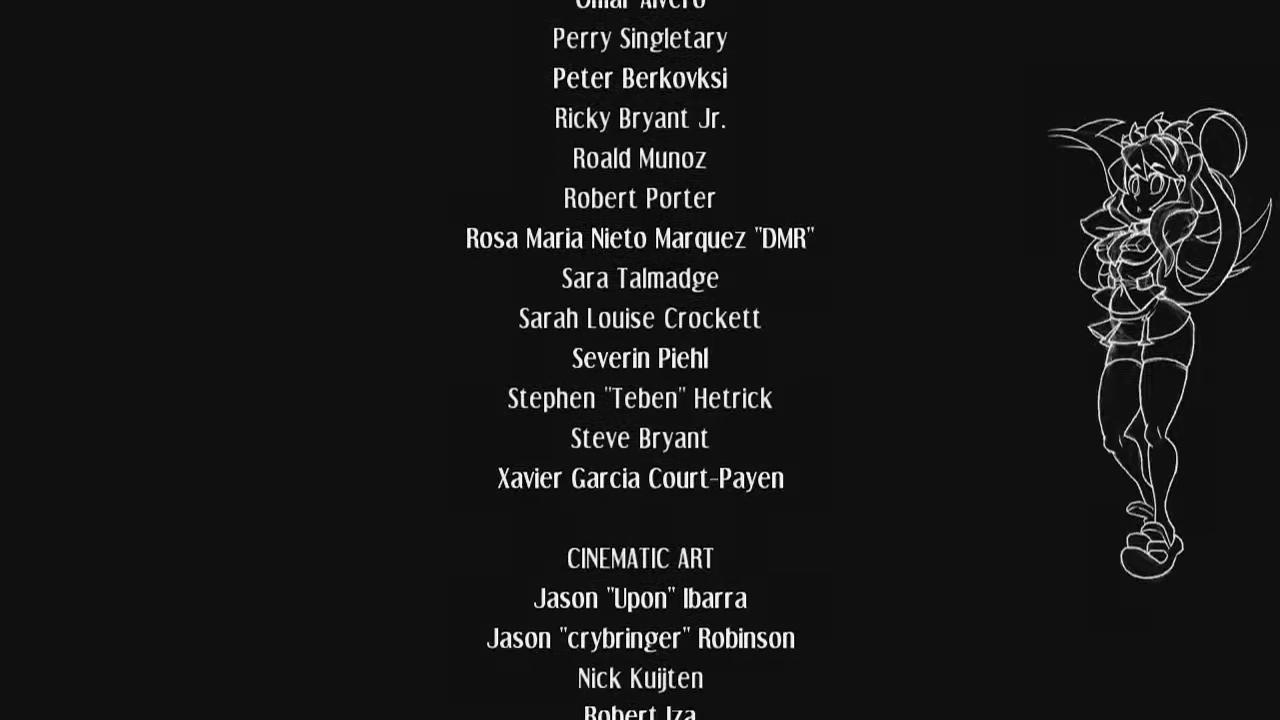 Omar Alvero
Perry Singletary
Peter Berkovksi
Ricky Bryant Jr.
Roald Munoz
Robert Porter
Rosa Maria Nieto Marquez "DMR"
Sara Talmadge
Sarah Louise Crockett
Severin Piehl
Stephen "Teben" Hetrick
Steve Bryant
Xavier Garcia Court-Payen
CINEMATIC ART
Jason "Upon" Ibarra
Jason "crybringer" Robinson
Nick Kuijten
Robert Iza